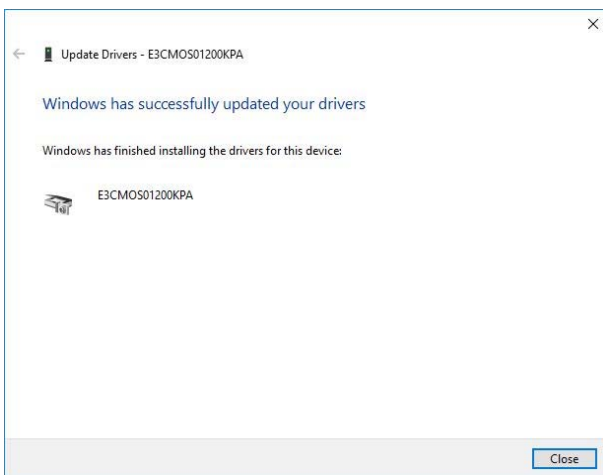 Update Drivers - E3CMOS01200KPA
Windows has successfully updated your drivers
Windows has finished installing the drivers for this device:
E3CMOS01200KPA
Close